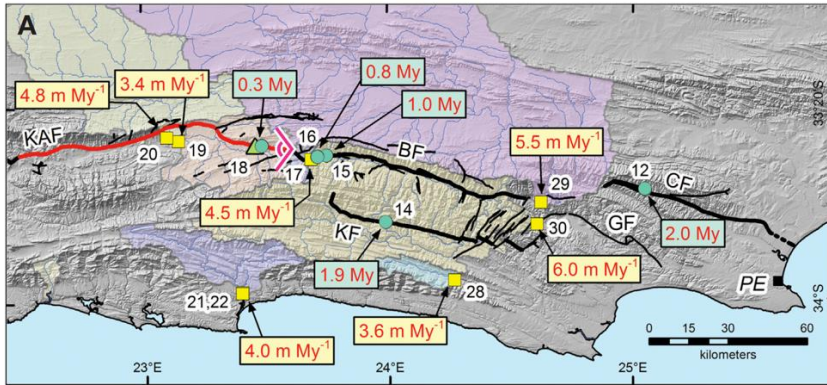 A
4.8 m My⁻¹
3.4 m My⁻¹
0.3 My
0.8 My
1.0 My
33°20'S
KAF
20
19
18
16
17
15
BF
5.5 m My⁻¹
29
12
CF
4.5 m My⁻¹
14
KF
30
GF
2.0 My
1.9 My
6.0 m My⁻¹
PE
21,22
28
34°S
4.0 m My⁻¹
3.6 m My⁻¹
0 15 30 60
kilometers
23°E
24°E
25°E